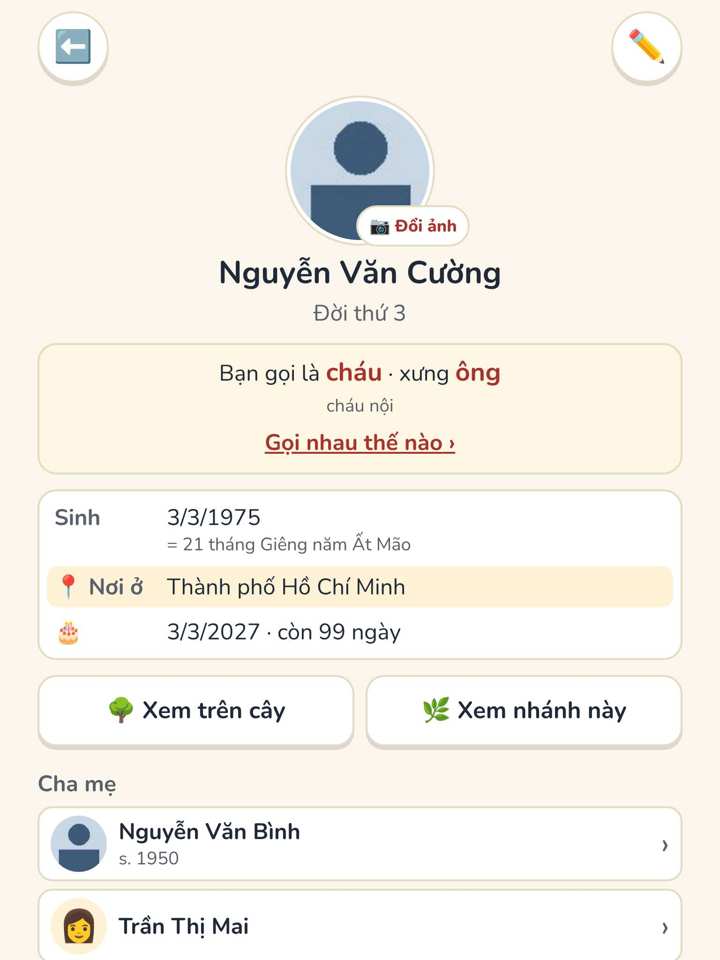 Đổi ảnh
Nguyễn Văn Cường
Đời thứ 3
Bạn gọi là cháu · xưng ông
cháu nội
Gọi nhau thế nào ›
Sinh 3/3/1975
= 21 tháng Giêng năm Ất Mão
Nơi ở Thành phố Hồ Chí Minh
3/3/2027 · còn 99 ngày
Xem trên cây
Xem nhánh này
Cha mẹ
Nguyễn Văn Bình
s. 1950
Trần Thị Mai